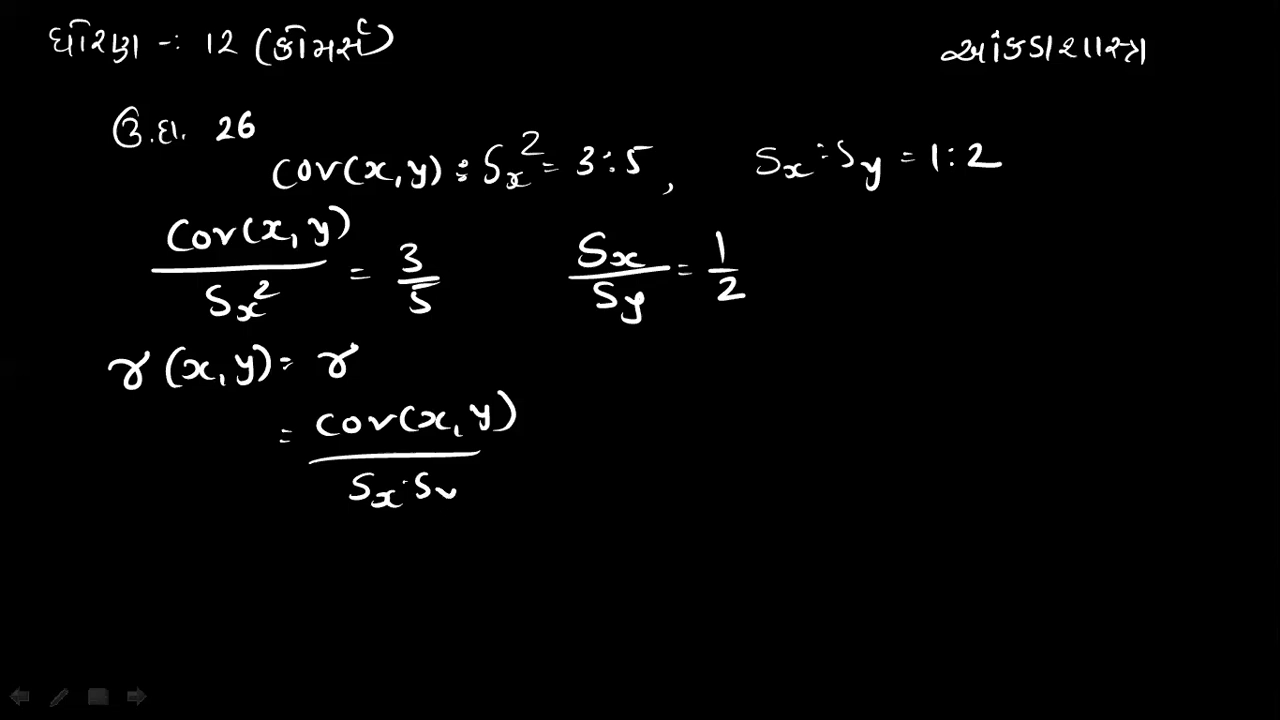 ધોરણ -: 12 (કોમર્સ)
આંકડાશાસ્ત્ર
ઉ.દા. 26
cov(x, y) : Sx² = 3:5 , Sx : Sy = 1:2
cov(x, y) / Sx² = 3/5 Sx / Sy = 1/2
r (x, y) = r
= cov(x, y) / Sx · Sy